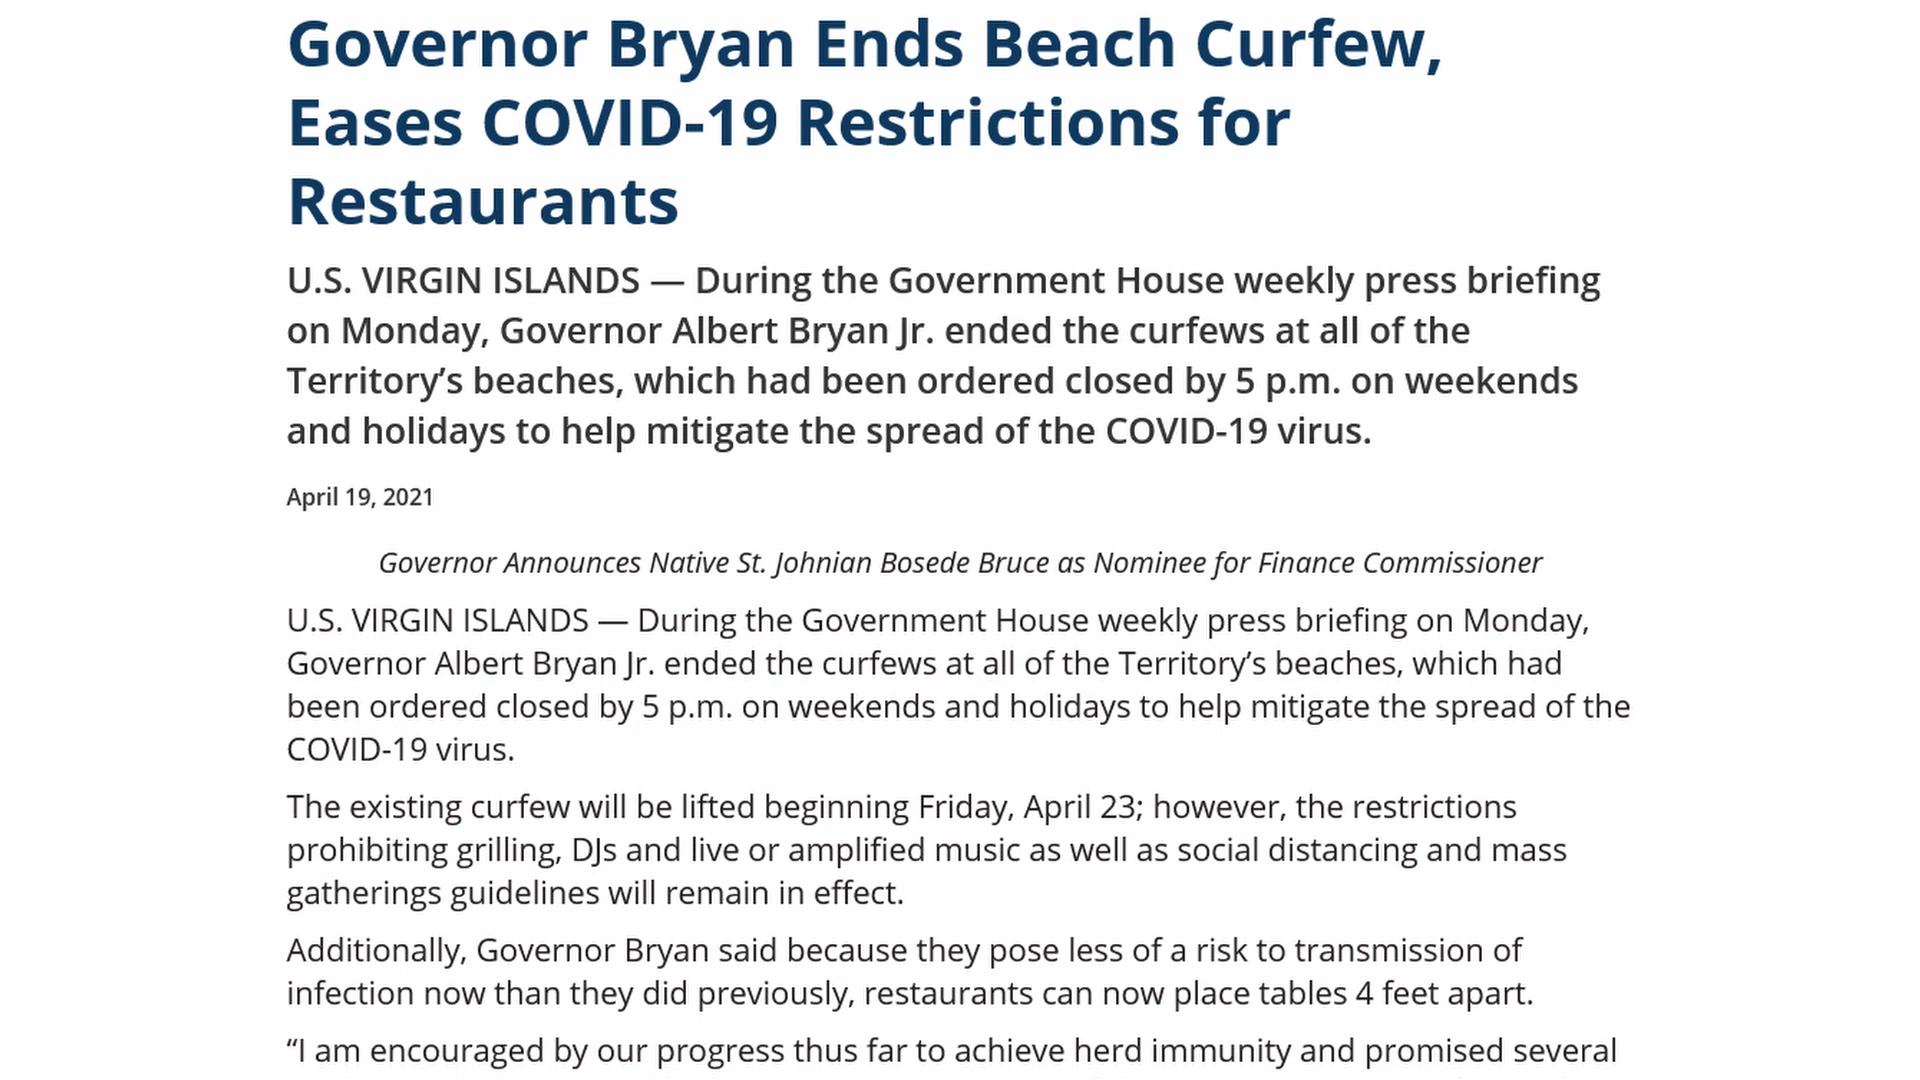 Governor Bryan Ends Beach Curfew,
Eases COVID-19 Restrictions for
Restaurants
U.S. VIRGIN ISLANDS — During the Government House weekly press briefing
on Monday, Governor Albert Bryan Jr. ended the curfews at all of the
Territory’s beaches, which had been ordered closed by 5 p.m. on weekends
and holidays to help mitigate the spread of the COVID-19 virus.
April 19, 2021
Governor Announces Native St. Johnian Bosede Bruce as Nominee for Finance Commissioner
U.S. VIRGIN ISLANDS — During the Government House weekly press briefing on Monday,
Governor Albert Bryan Jr. ended the curfews at all of the Territory’s beaches, which had
been ordered closed by 5 p.m. on weekends and holidays to help mitigate the spread of the
COVID-19 virus.
The existing curfew will be lifted beginning Friday, April 23; however, the restrictions
prohibiting grilling, DJs and live or amplified music as well as social distancing and mass
gatherings guidelines will remain in effect.
Additionally, Governor Bryan said because they pose less of a risk to transmission of
infection now than they did previously, restaurants can now place tables 4 feet apart.
“I am encouraged by our progress thus far to achieve herd immunity and promised several